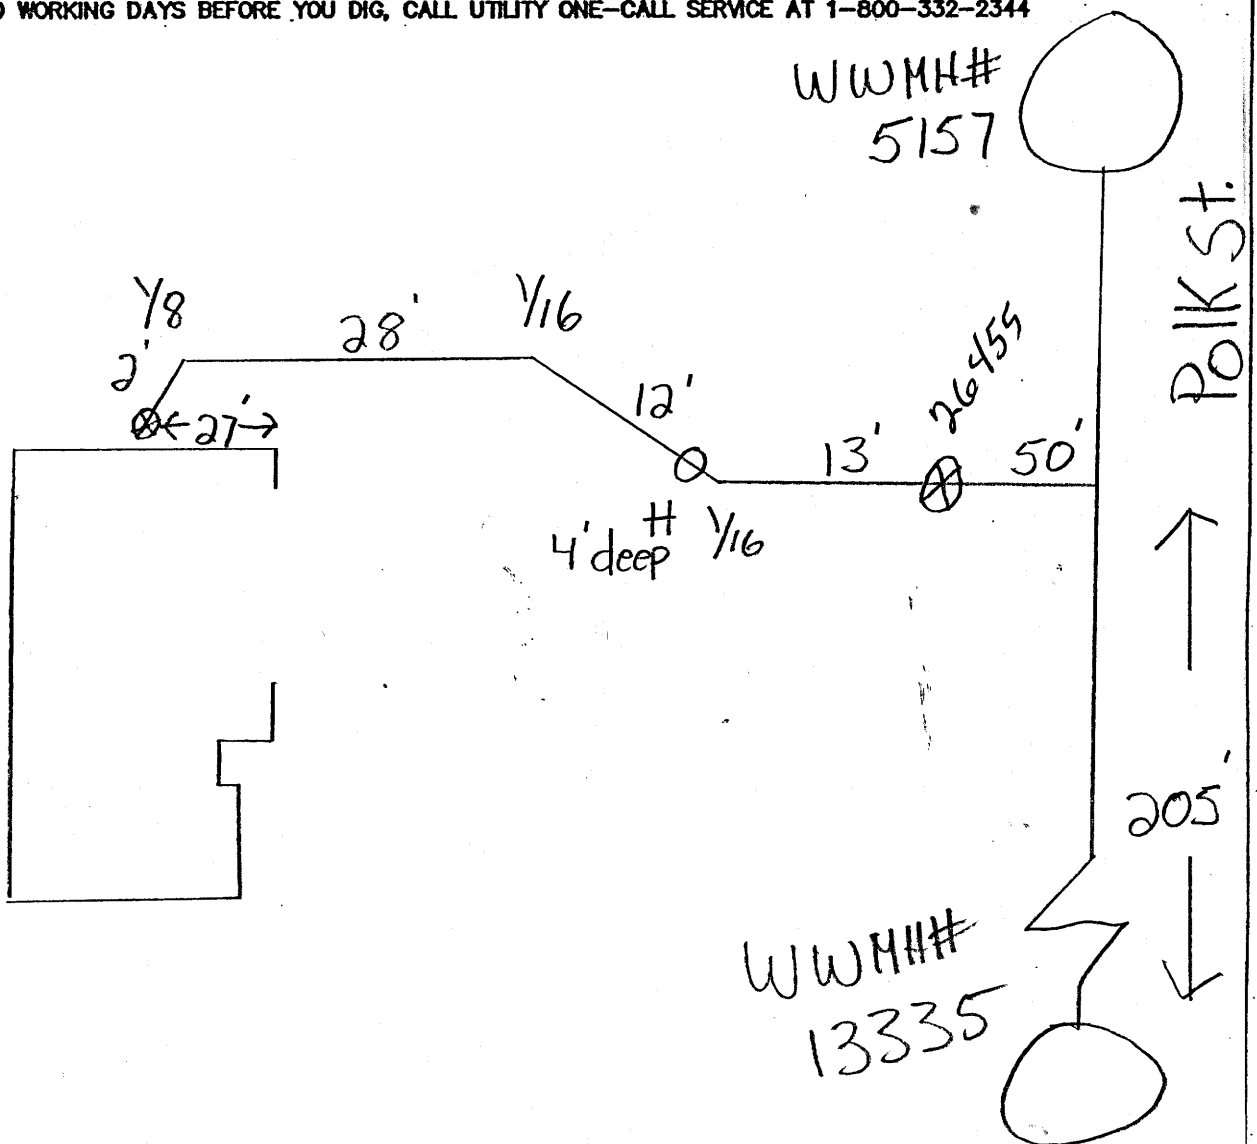 WORKING DAYS BEFORE YOU DIG, CALL UTILITY ONE-CALL SERVICE AT 1-800-332-2344
WWMH#
5157
Polk St.
1/8
28'
1/16
2'
27'
12'
26455
13'
50'
H
4' deep
1/16
205'
WWMH#
13335